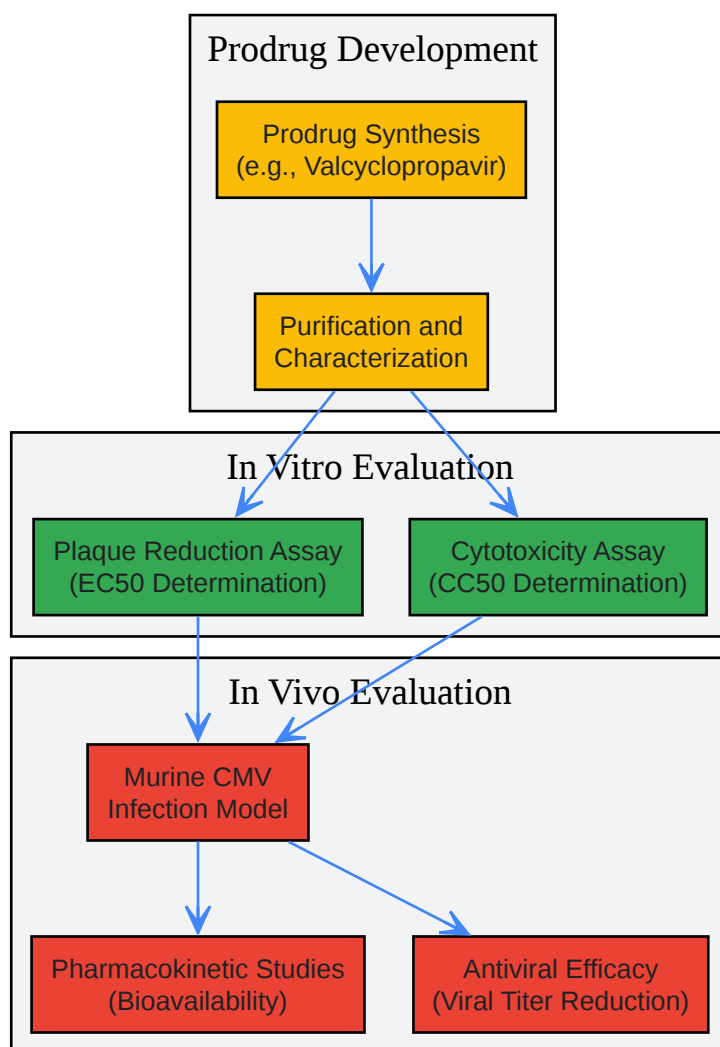 Prodrug Development
Prodrug Synthesis
(e.g., Valcyclopropavir)
Purification and
Characterization
In Vitro Evaluation
Plaque Reduction Assay
(EC50 Determination)
Cytotoxicity Assay
(CC50 Determination)
In Vivo Evaluation
Murine CMV
Infection Model
Pharmacokinetic Studies
(Bioavailability)
Antiviral Efficacy
(Viral Titer Reduction)